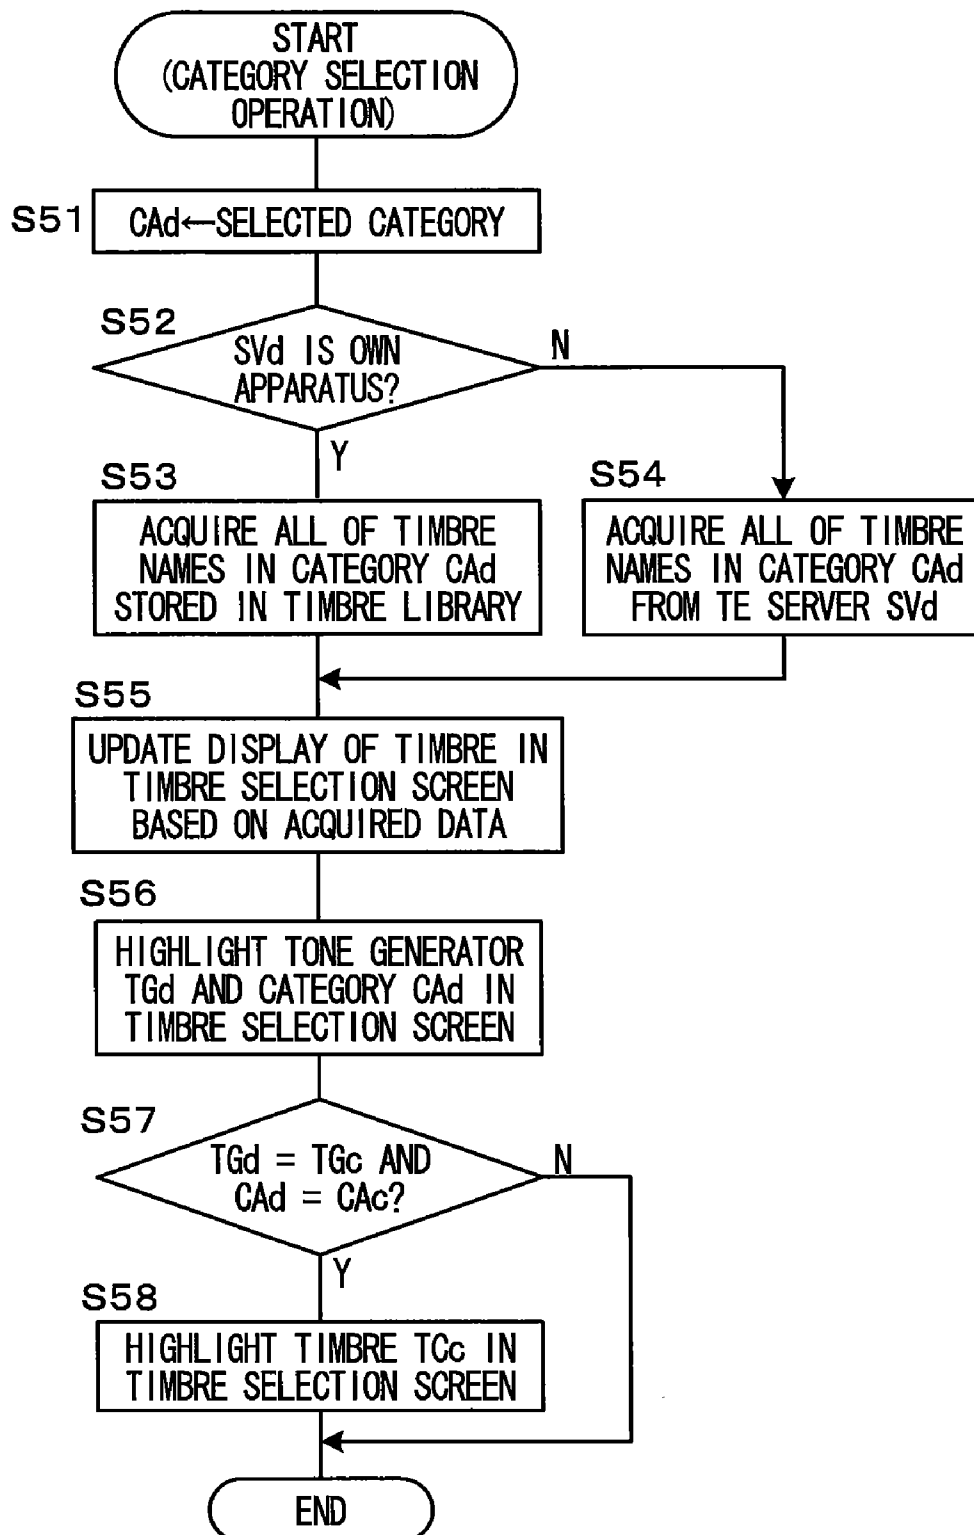 START
(CATEGORY SELECTION
OPERATION)
S51
CAd←SELECTED CATEGORY
S52
SVd IS OWN
APPARATUS?
N
Y
S53
ACQUIRE ALL OF TIMBRE
NAMES IN CATEGORY CAd
STORED IN TIMBRE LIBRARY
S54
ACQUIRE ALL OF TIMBRE
NAMES IN CATEGORY CAd
FROM TE SERVER SVd
S55
UPDATE DISPLAY OF TIMBRE IN
TIMBRE SELECTION SCREEN
BASED ON ACQUIRED DATA
S56
HIGHLIGHT TONE GENERATOR
TGd AND CATEGORY CAd IN
TIMBRE SELECTION SCREEN
S57
TGd = TGc AND
CAd = CAc?
N
Y
S58
HIGHLIGHT TIMBRE TCc IN
TIMBRE SELECTION SCREEN
END